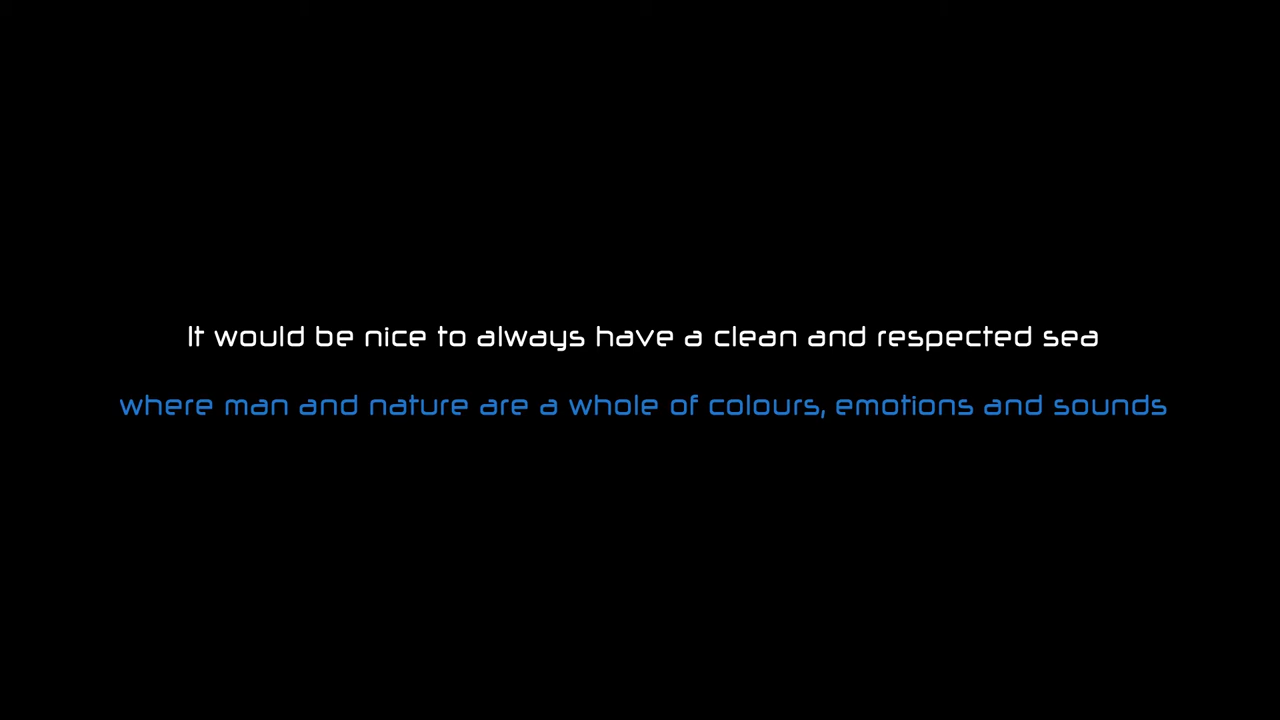 It would be nice to always have a clean and respected sea
where man and nature are a whole of colours, emotions and sounds